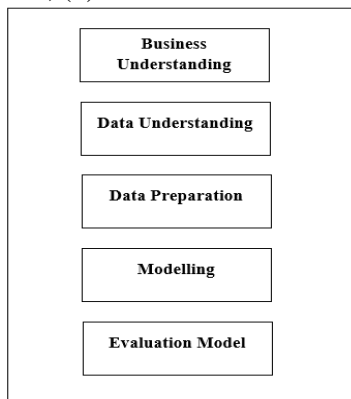 Business
Understanding
Data Understanding
Data Preparation
Modelling
Evaluation Model